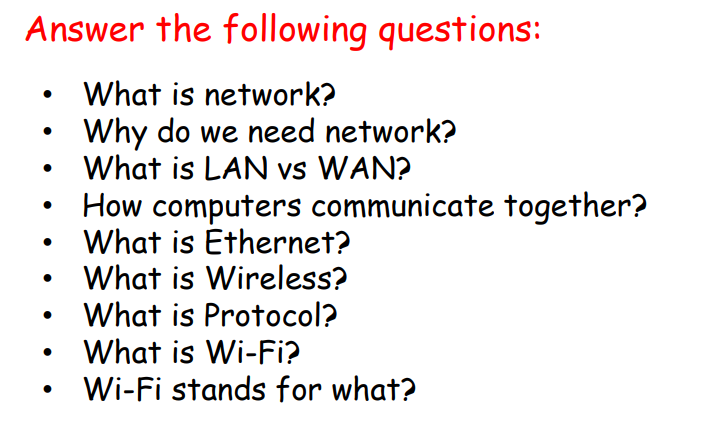 Answer the following questions:
• What is network?
• Why do we need network?
• What is LAN vs WAN?
• How computers communicate together?
• What is Ethernet?
• What is Wireless?
• What is Protocol?
• What is Wi-Fi?
• Wi-Fi stands for what?